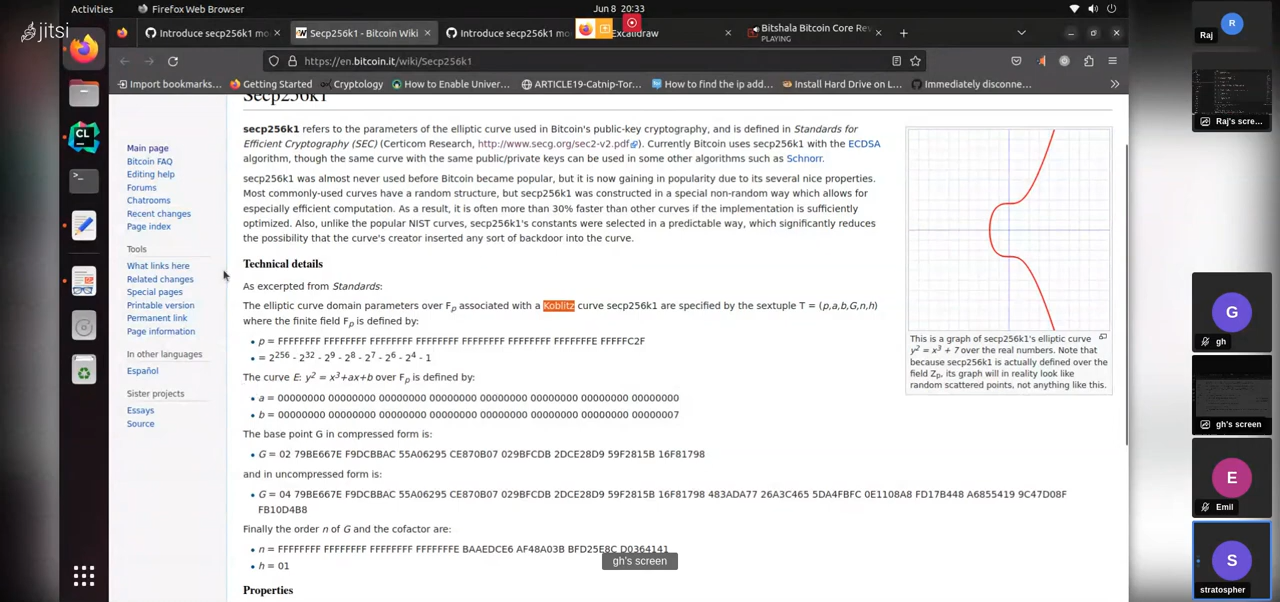 Activities
Firefox Web Browser
Jun 8 20:33
jitsi
Introduce secp256k1 mo
Secp256k1 - Bitcoin Wiki
Introduce secp256k1 mo
Excalidraw
Bitshala Bitcoin Core Rev
PLAYING
https://en.bitcoin.it/wiki/Secp256k1
Import bookmarks...
Getting Started
How to Enable Univer...
Cryptology
ARTICLE19-Catnip-Tor...
How to find the ip add...
Install Hard Drive on L...
Immediately disconne...
Secp256k1
Main page
Bitcoin FAQ
Editing help
Forums
Chatrooms
Recent changes
Page index
Tools
What links here
Related changes
Special pages
Printable version
Permanent link
Page information
In other languages
Español
Sister projects
Essays
Source
secp256k1 refers to the parameters of the elliptic curve used in Bitcoin's public-key cryptography, and is defined in Standards for
Efficient Cryptography (SEC) (Certicom Research, http://www.secg.org/sec2-v2.pdf). Currently Bitcoin uses secp256k1 with the ECDSA
algorithm, though the same curve with the same public/private keys can be used in some other algorithms such as Schnorr.
secp256k1 was almost never used before Bitcoin became popular, but it is now gaining in popularity due to its several nice properties.
Most commonly-used curves have a random structure, but secp256k1 was constructed in a special non-random way which allows for
especially efficient computation. As a result, it is often more than 30% faster than other curves if the implementation is sufficiently
optimized. Also, unlike the popular NIST curves, secp256k1's constants were selected in a predictable way, which significantly reduces
the possibility that the curve's creator inserted any sort of backdoor into the curve.
Technical details
As excerpted from Standards:
The elliptic curve domain parameters over Fp associated with a Koblitz curve secp256k1 are specified by the sextuple T = (p,a,b,G,n,h)
where the finite field Fp is defined by:
• p = FFFFFFFF FFFFFFFF FFFFFFFF FFFFFFFF FFFFFFFF FFFFFFFF FFFFFFFE FFFFFC2F
• = 2^256 - 2^32 - 2^9 - 2^8 - 2^7 - 2^6 - 2^4 - 1
The curve E: y² = x³+ax+b over Fp is defined by:
• a = 00000000 00000000 00000000 00000000 00000000 00000000 00000000 00000000
• b = 00000000 00000000 00000000 00000000 00000000 00000000 00000000 00000007
The base point G in compressed form is:
• G = 02 79BE667E F9DCBBAC 55A06295 CE870B07 029BFCDB 2DCE28D9 59F2815B 16F81798
and in uncompressed form is:
• G = 04 79BE667E F9DCBBAC 55A06295 CE870B07 029BFCDB 2DCE28D9 59F2815B 16F81798 483ADA77 26A3C465 5DA4FBFC 0E1108A8 FD17B448 A6855419 9C47D08F
FB10D4B8
Finally the order n of G and the cofactor are:
• n = FFFFFFFF FFFFFFFF FFFFFFFF FFFFFFFE BAAEDCE6 AF48A03B BFD25E8C D0364141
• h = 01
Properties
This is a graph of secp256k1's elliptic curve
y² = x³ + 7 over the real numbers. Note that
because secp256k1 is actually defined over the
field Zp, its graph will in reality look like
random scattered points, not anything like this.
gh's screen
R
Raj
Raj's scre...
G
gh
gh's screen
E
Emil
S
stratospher